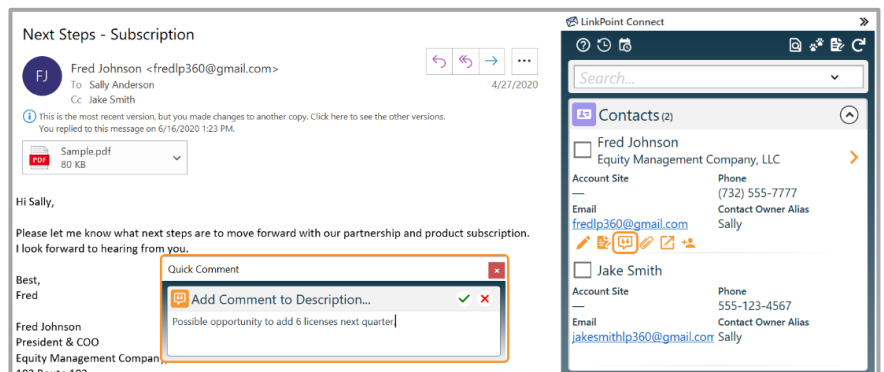 Next Steps - Subscription
FJ
Fred Johnson <fredlp360@gmail.com>
To Sally Anderson
Cc Jake Smith
4/27/2020
This is the most recent version, but you made changes to another copy. Click here to see the other versions.
You replied to this message on 6/16/2020 1:23 PM.
PDF
Sample.pdf
80 KB
Hi Sally,
Please let me know what next steps are to move forward with our partnership and product subscription.
I look forward to hearing from you.
Best,
Fred
Fred Johnson
President & COO
Equity Management Company,
Quick Comment
Add Comment to Description...
Possible opportunity to add 6 licenses next quarter.
LinkPoint Connect
Search...
Contacts (2)
Fred Johnson
Equity Management Company, LLC
Account Site Phone
— (732) 555-7777
Email Contact Owner Alias
fredlp360@gmail.com Sally
Jake Smith
Account Site Phone
— 555-123-4567
Email Contact Owner Alias
jakesmithlp360@gmail.com Sally